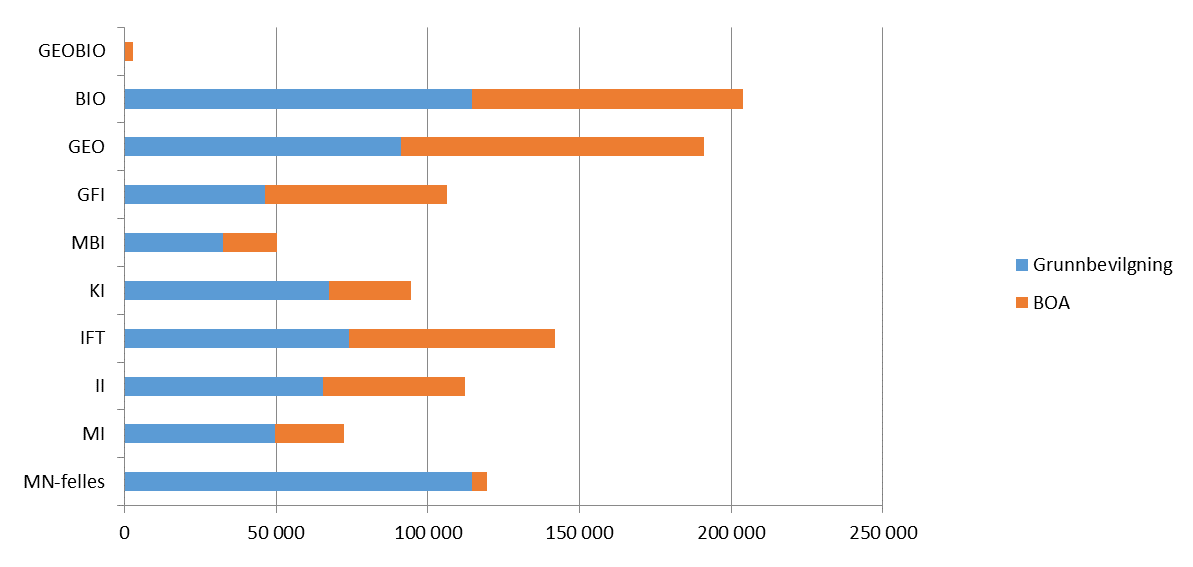 GEOBIO
BIO
GEO
GFI
MBI
KI
IFT
II
MI
MN-felles
0
50 000
100 000
150 000
200 000
250 000
Grunnbevilgning
BOA